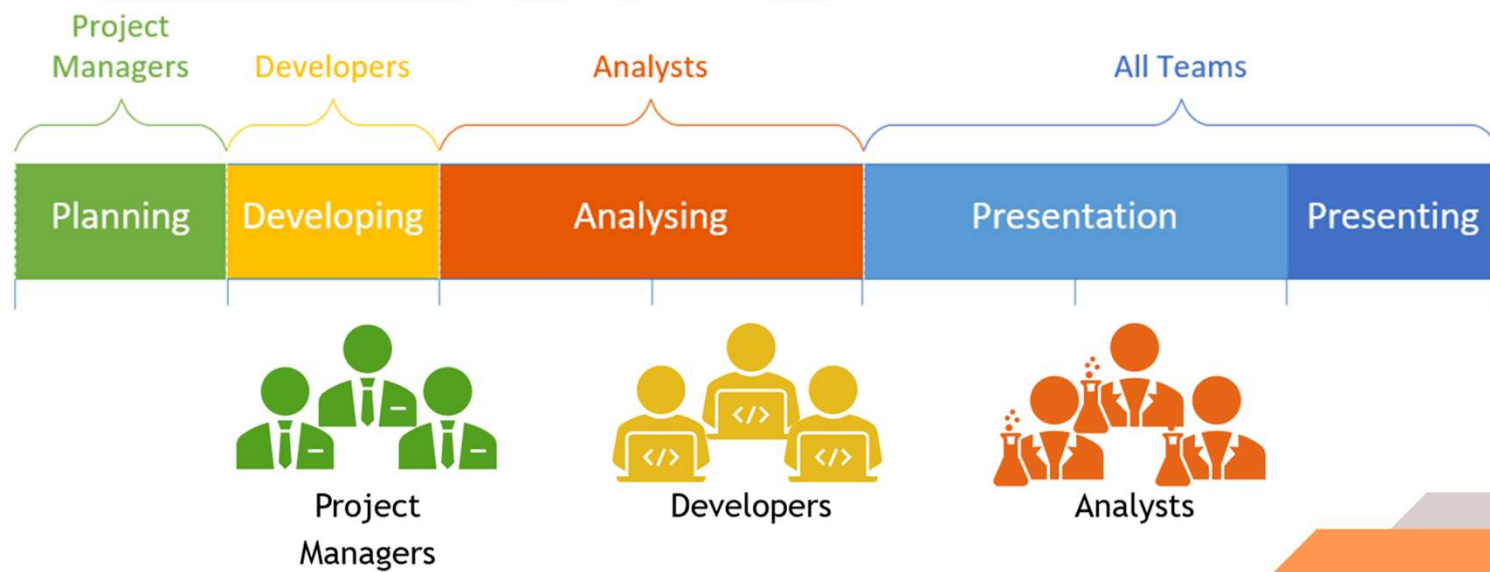 Project
Managers
Developers
Analysts
All Teams
Planning
Developing
Analysing
Presentation
Presenting
</>
</>
</>
Project
Managers
Developers
Analysts